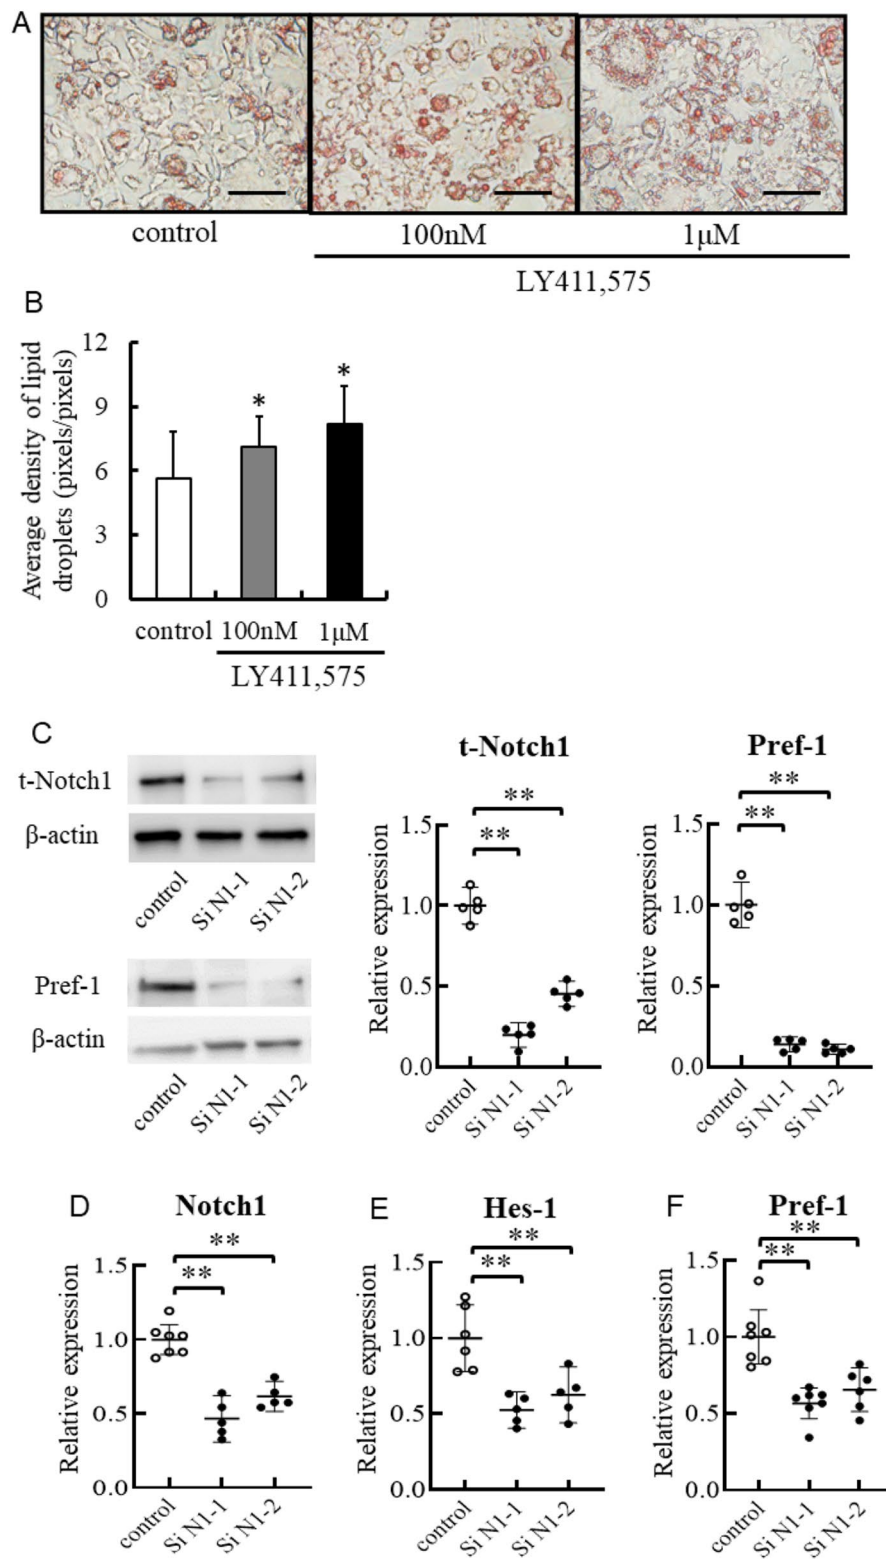 A
control
100nM
1μM
LY411,575
B
Average density of lipid
droplets (pixels/pixels)
12
9
6
3
0
*
*
control
100nM
1μM
LY411,575
C
t-Notch1
β-actin
control
Si N1-1
Si N1-2
Pref-1
β-actin
control
Si N1-1
Si N1-2
t-Notch1
**
**
Relative expression
1.5
1.0
0.5
0.0
control
Si N1-1
Si N1-2
Pref-1
**
**
Relative expression
1.5
1.0
0.5
0.0
control
Si N1-1
Si N1-2
D
Notch1
**
**
Relative expression
1.5
1.0
0.5
0.0
control
Si N1-1
Si N1-2
E
Hes-1
**
**
Relative expression
1.5
1.0
0.5
0.0
control
Si N1-1
Si N1-2
F
Pref-1
**
**
Relative expression
1.5
1.0
0.5
0.0
control
Si N1-1
Si N1-2